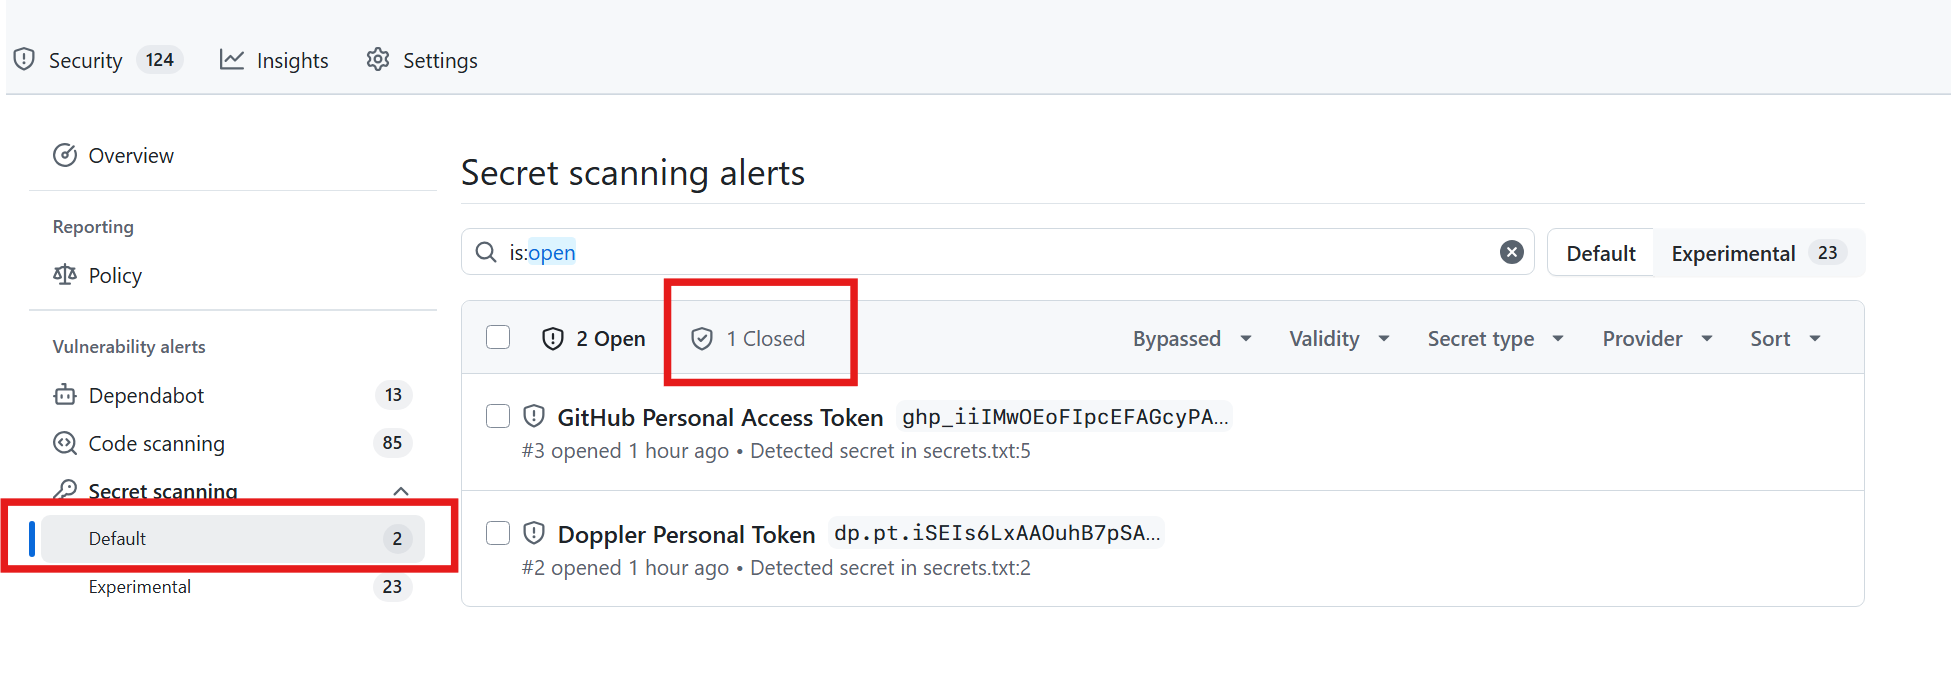 Security 124 Insights Settings
Overview
Reporting
Policy
Vulnerability alerts
Dependabot 13
Code scanning 85
Secret scanning
Default 2
Experimental 23
Secret scanning alerts
is:open
Default Experimental 23
2 Open 1 Closed Bypassed Validity Secret type Provider Sort
GitHub Personal Access Token ghp_iiIMwOEoFIpcEFAGcyPA…
#3 opened 1 hour ago • Detected secret in secrets.txt:5
Doppler Personal Token dp.pt.iSEIs6LxAAOuhB7pSA…
#2 opened 1 hour ago • Detected secret in secrets.txt:2